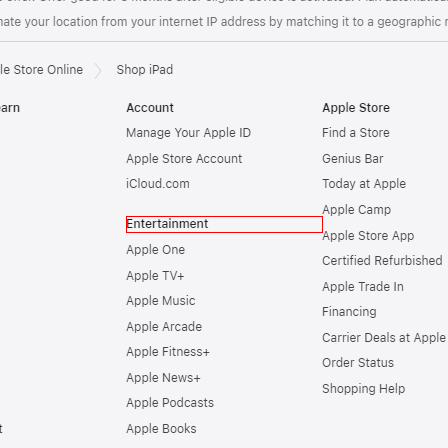 nate your location from your internet IP address by matching it to a geographic
le Store Online
Shop iPad
earn
Account
Manage Your Apple ID
Apple Store Account
iCloud.com
Entertainment
Apple One
Apple TV+
Apple Music
Apple Arcade
Apple Fitness+
Apple News+
Apple Podcasts
Apple Books
Apple Store
Find a Store
Genius Bar
Today at Apple
Apple Camp
Apple Store App
Certified Refurbished
Apple Trade In
Financing
Carrier Deals at Apple
Order Status
Shopping Help